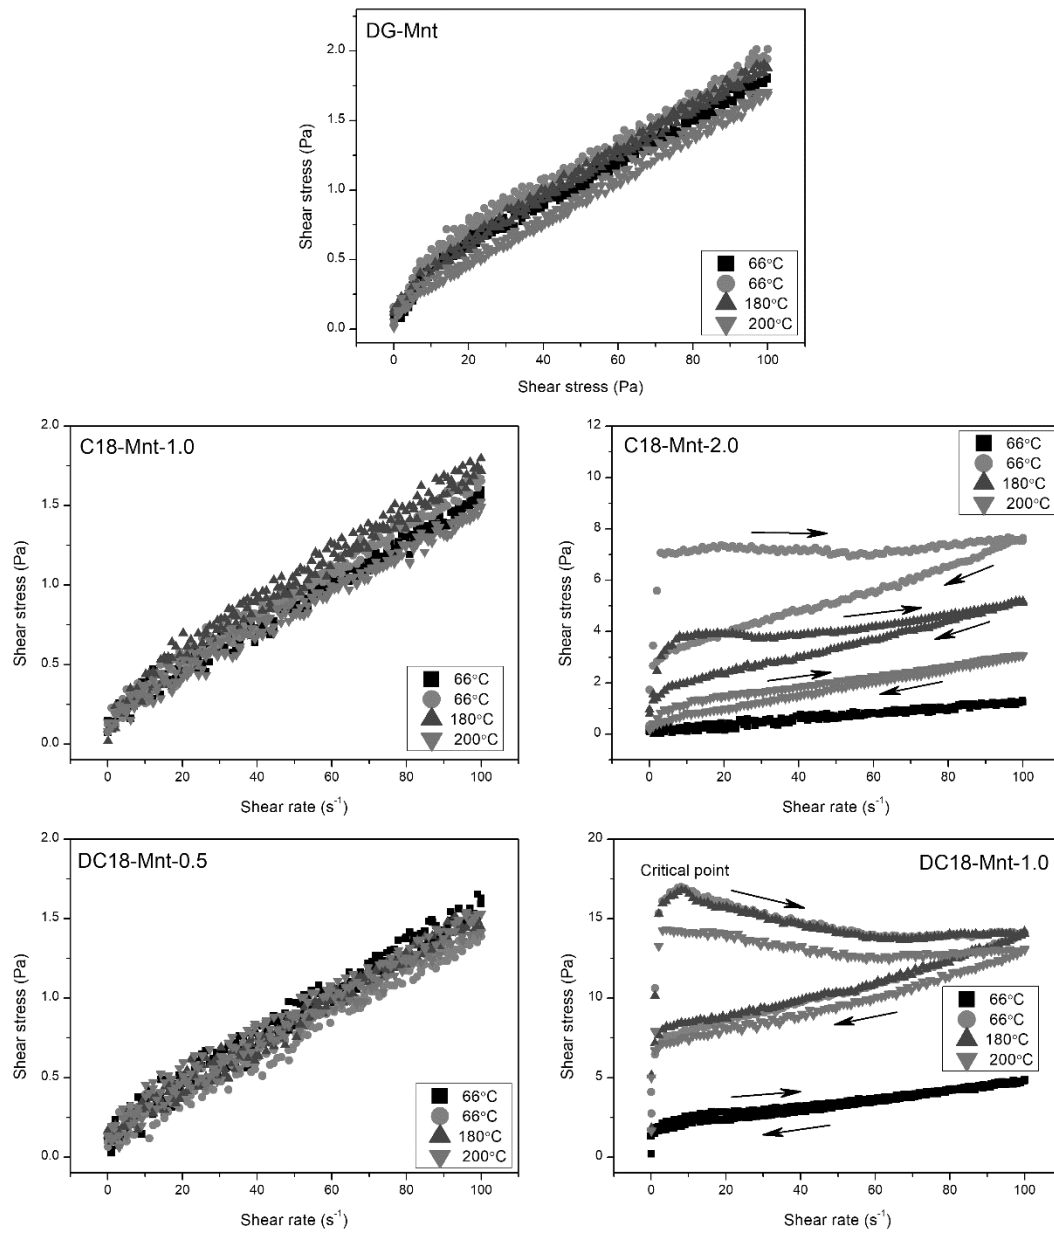 DG-Mnt
Shear stress (Pa)
2.0
1.5
1.0
0.5
0.0
66°C
66°C
180°C
200°C
0 20 40 60 80 100
Shear stress (Pa)
C18-Mnt-1.0
Shear stress (Pa)
2.0
1.5
1.0
0.5
0.0
66°C
66°C
180°C
200°C
0 20 40 60 80 100
Shear rate (s⁻¹)
C18-Mnt-2.0
Shear stress (Pa)
12
10
8
6
4
2
0
66°C
66°C
180°C
200°C
0 20 40 60 80 100
Shear rate (s⁻¹)
DC18-Mnt-0.5
Shear stress (Pa)
2.0
1.5
1.0
0.5
0.0
66°C
66°C
180°C
200°C
0 20 40 60 80 100
Shear rate (s⁻¹)
DC18-Mnt-1.0
Critical point
Shear stress (Pa)
20
15
10
5
0
66°C
66°C
180°C
200°C
0 20 40 60 80 100
Shear rate (s⁻¹)